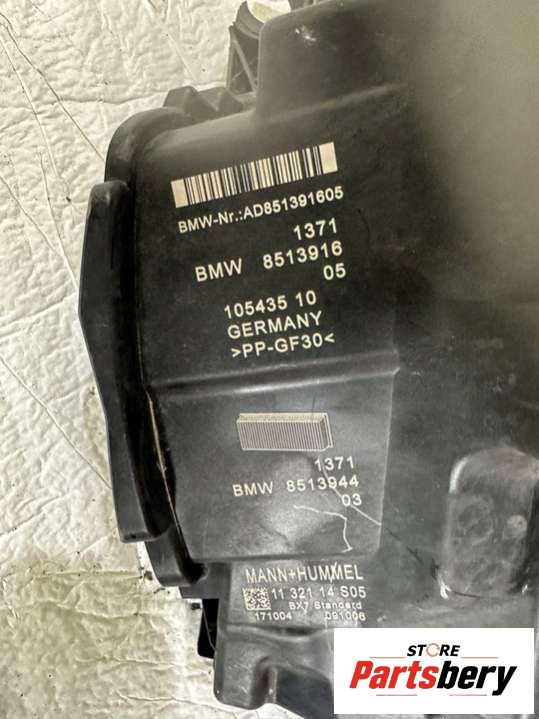 BMW-Nr.:AD851391605
1371
BMW 8513916
05
105435 10
GERMANY
>PP-GF30<
1371
BMW 8513944
03
MANN+HUMMEL
11 321 14 S05
BX7 Standard
171004 091006
STORE
Partsbery